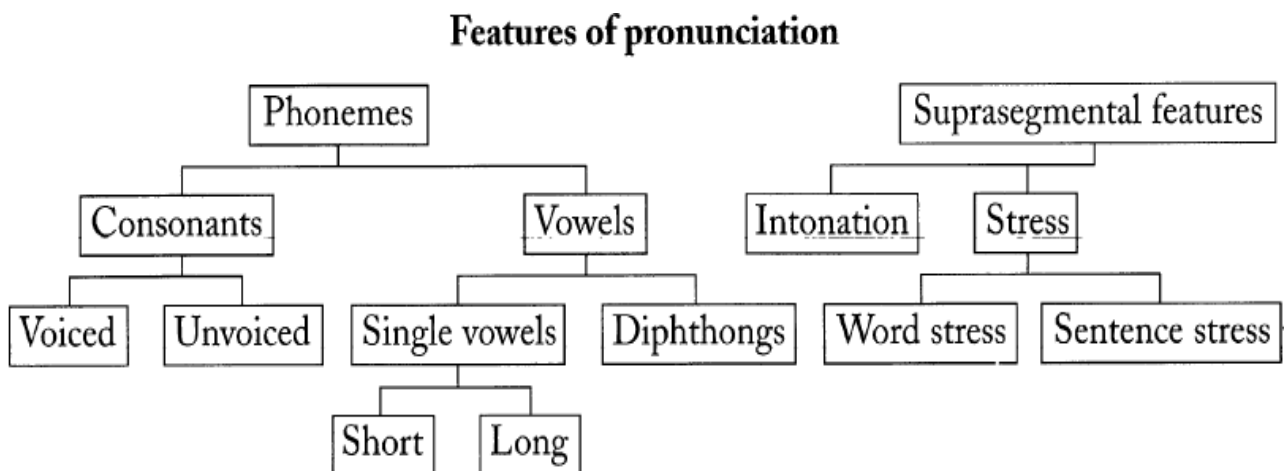 Features of pronunciation
Phonemes
Suprasegmental features
Consonants
Vowels
Intonation
Stress
Voiced
Unvoiced
Single vowels
Diphthongs
Word stress
Sentence stress
Short
Long